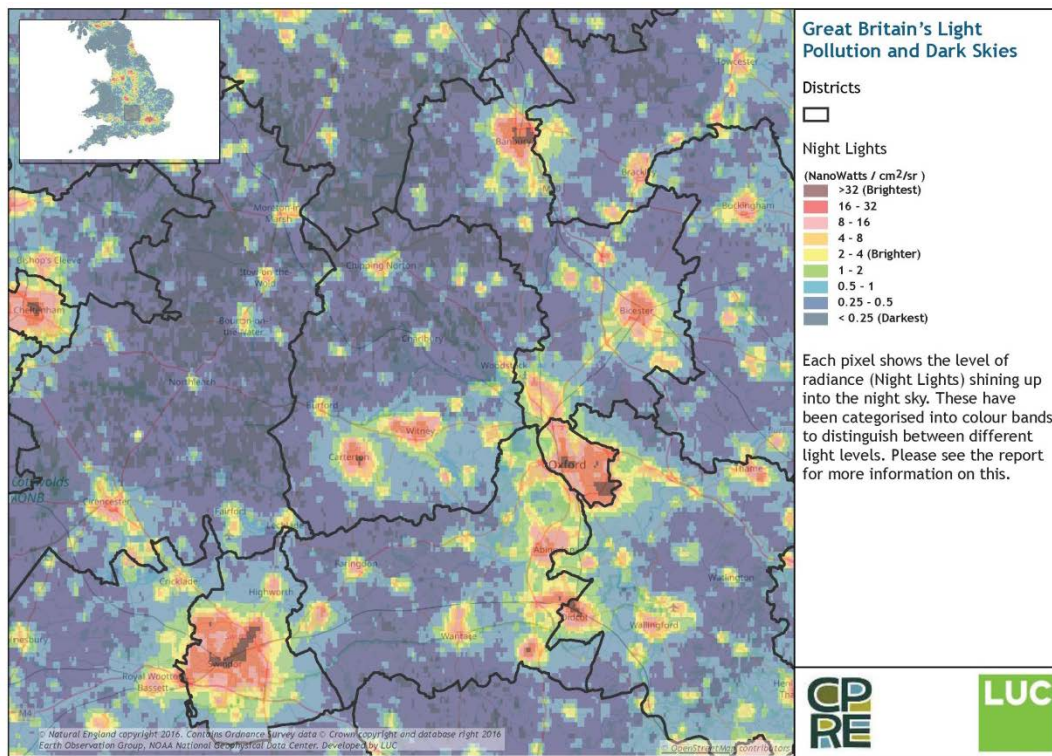 Great Britain's Light
Pollution and Dark Skies
Districts
Night Lights
(NanoWatts / cm²/sr )
>32 (Brightest)
16 - 32
8 - 16
4 - 8
2 - 4 (Brighter)
1 - 2
0.5 - 1
0.25 - 0.5
< 0.25 (Darkest)
Each pixel shows the level of
radiance (Night Lights) shining up
into the night sky. These have
been categorised into colour bands
to distinguish between different
light levels. Please see the report
for more information on this.
CP
RE
LUC
Towcester
Banbury
Brackley
Buckingham
Moreton-in-
Marsh
Bishop's Cleeve
Stow on the
Wold
Chipping Norton
Cheltenham
Bourton-on-
the-Water
Charlbury
Bicester
Woodstock
Northleach
Burford
Witney
Carterton
Oxford
Thame
Cotswolds
AONB
Cirencester
Fairford
Abingdon
Faringdon
Watlington
Cricklade
Highworth
Didcot
Wallingford
Wantage
Swindon
Royal Wootton
Bassett
M4
© Natural England copyright 2016. Contains Ordnance Survey data © Crown copyright and database right 2016
Earth Observation Group, NOAA National Geophysical Data Center. Developed by LUC
© OpenStreetMap contributors